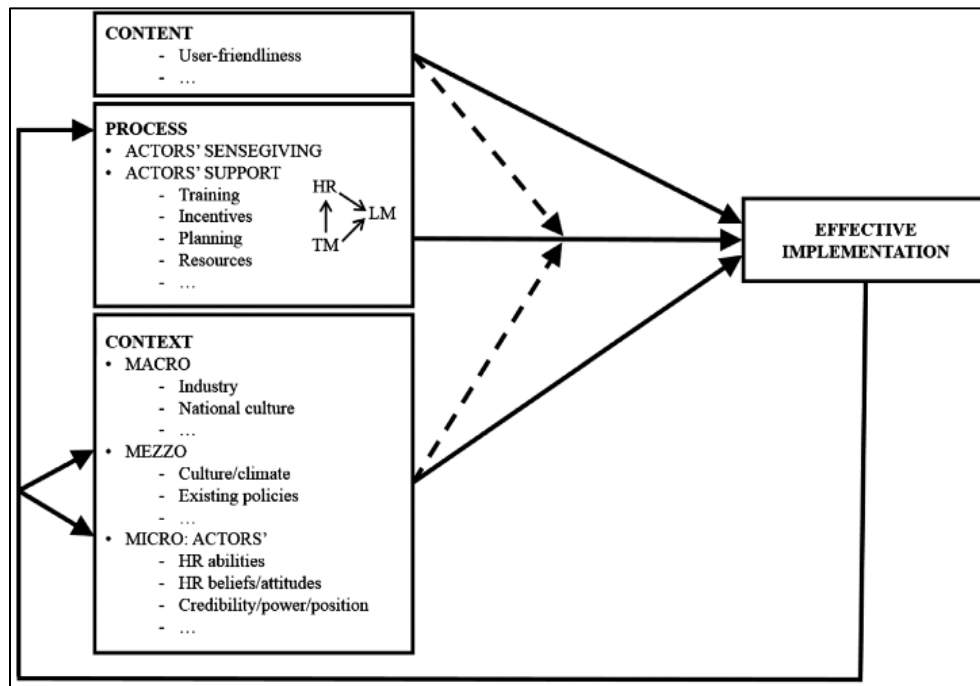 CONTENT
- User-friendliness
- …
PROCESS
• ACTORS' SENSEGIVING
• ACTORS' SUPPORT
- Training
- Incentives
- Planning
- Resources
- …
HR
LM
TM
CONTEXT
• MACRO
- Industry
- National culture
- …
• MEZZO
- Culture/climate
- Existing policies
- …
• MICRO: ACTORS'
- HR abilities
- HR beliefs/attitudes
- Credibility/power/position
- …
EFFECTIVE
IMPLEMENTATION